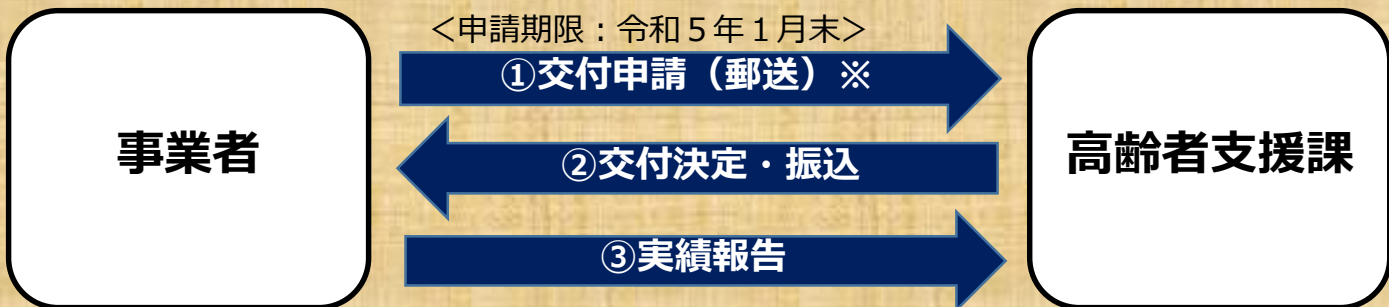 <申請期限：令和５年１月末>
①交付申請（郵送）※
事業者
②交付決定・振込
高齢者支援課
③実績報告